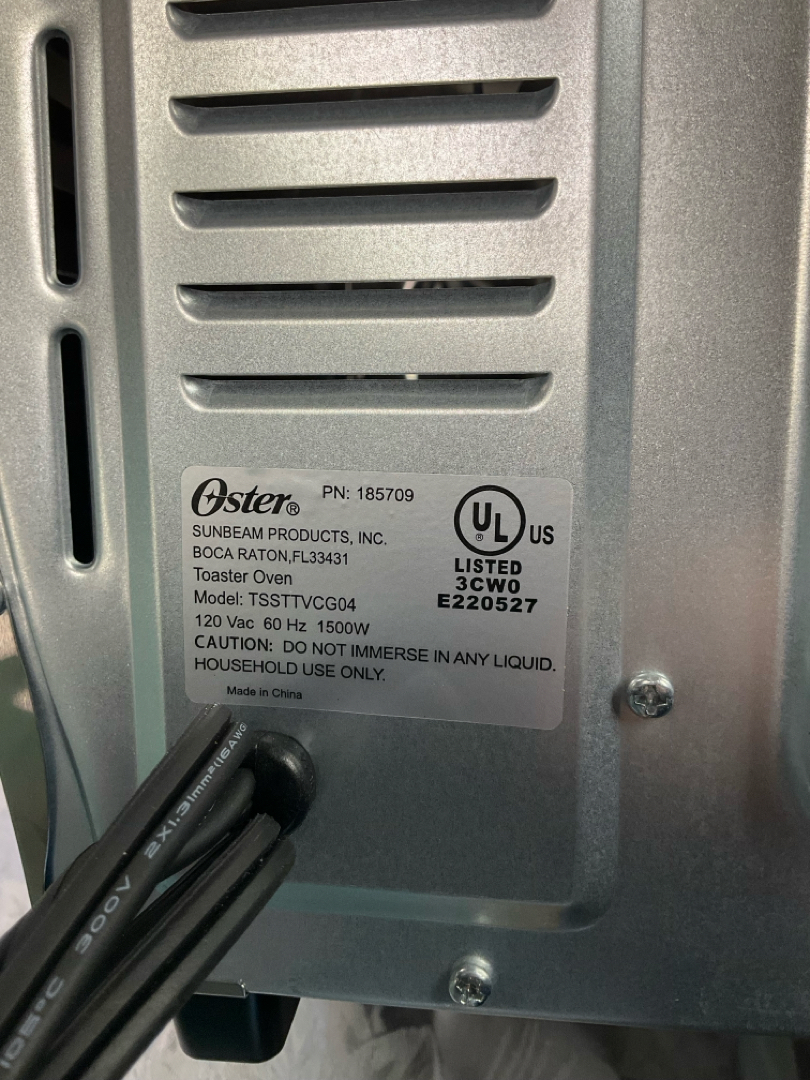 Oster®
PN: 185709
SUNBEAM PRODUCTS, INC.
BOCA RATON,FL33431
Toaster Oven
Model: TSSTTVCG04
120 Vac 60 Hz 1500W
CAUTION: DO NOT IMMERSE IN ANY LIQUID.
HOUSEHOLD USE ONLY.
Made in China
UL® US
LISTED
3CW0
E220527
105°C 300V 2X1.31mm²(16AWG